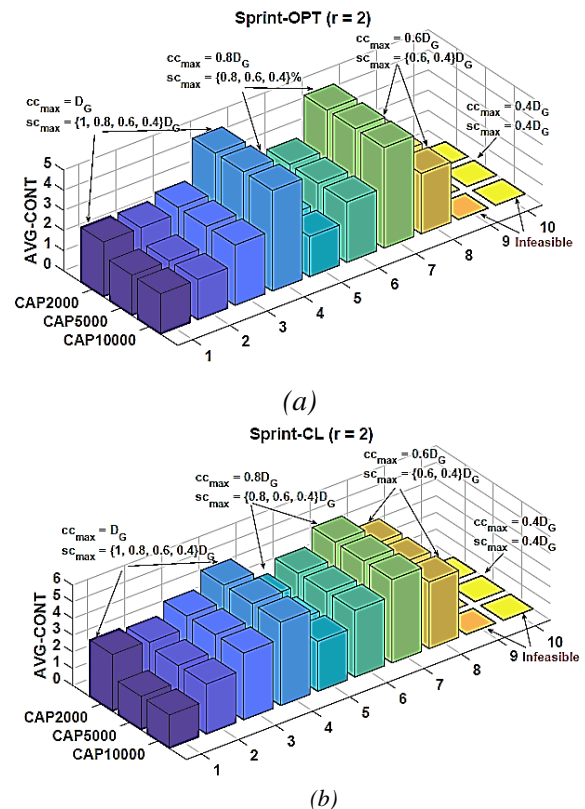 Sprint-OPT (r = 2)
cc_max = 0.6D_G
sc_max = {0.6, 0.4}D_G
cc_max = 0.8D_G
sc_max = {0.8, 0.6, 0.4}%
cc_max = D_G
sc_max = {1, 0.8, 0.6, 0.4}D_G
cc_max = 0.4D_G
sc_max = 0.4D_G
AVG-CONT
5
4
3
2
1
0
CAP2000
CAP5000
CAP10000
1
2
3
4
5
6
7
8
9
10
Infeasible
(a)
Sprint-CL (r = 2)
cc_max = 0.6D_G
sc_max = {0.6, 0.4}D_G
cc_max = 0.8D_G
sc_max = {0.8, 0.6, 0.4}D_G
cc_max = D_G
sc_max = {1, 0.8, 0.6, 0.4}D_G
cc_max = 0.4D_G
sc_max = 0.4D_G
AVG-CONT
6
5
4
3
2
1
0
CAP2000
CAP5000
CAP10000
1
2
3
4
5
6
7
8
9
10
Infeasible
(b)